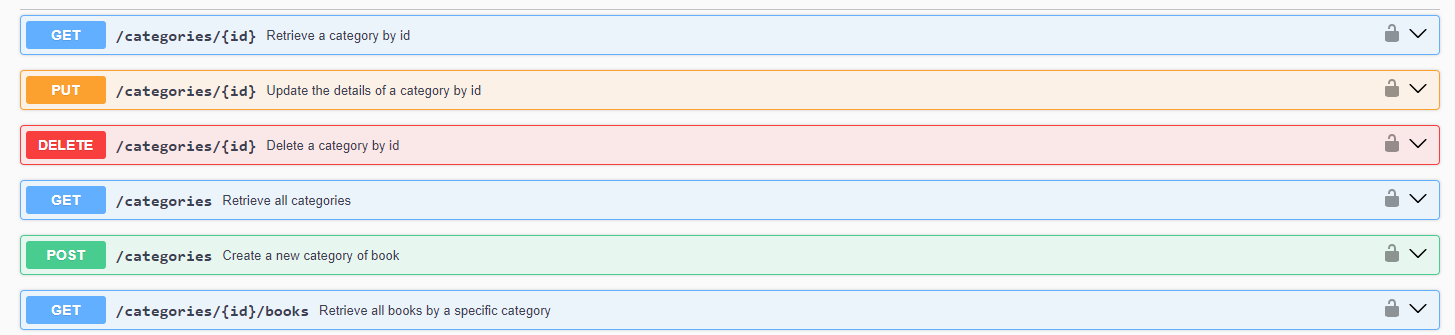 GET /categories/{id} Retrieve a category by id
PUT /categories/{id} Update the details of a category by id
DELETE /categories/{id} Delete a category by id
GET /categories Retrieve all categories
POST /categories Create a new category of book
GET /categories/{id}/books Retrieve all books by a specific category